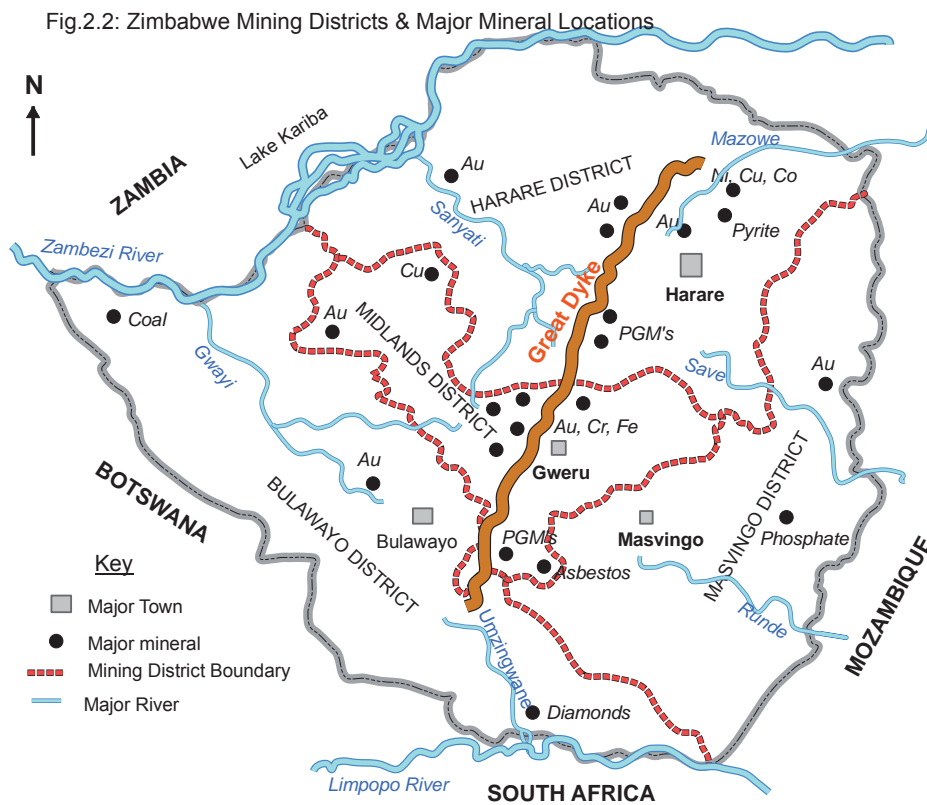 Fig.2.2: Zimbabwe Mining Districts & Major Mineral Locations
N
Lake Kariba
ZAMBIA
Mazowe
Au
HARARE DISTRICT
Ni, Cu, Co
Sanyati
Au
Au
Pyrite
Zambezi River
Cu
Harare
Great Dyke
Coal
Au
MIDLANDS DISTRICT
PGM's
Gwayi
Save
Au
Au, Cr, Fe
Gweru
Au
BOTSWANA
BULAWAYO DISTRICT
Bulawayo
Masvingo
MASVINGO DISTRICT
Phosphate
PGM's
Asbestos
Key
Major Town
Major mineral
Mining District Boundary
Major River
Umzingwane
Runde
MOZAMBIQUE
Diamonds
Limpopo River
SOUTH AFRICA